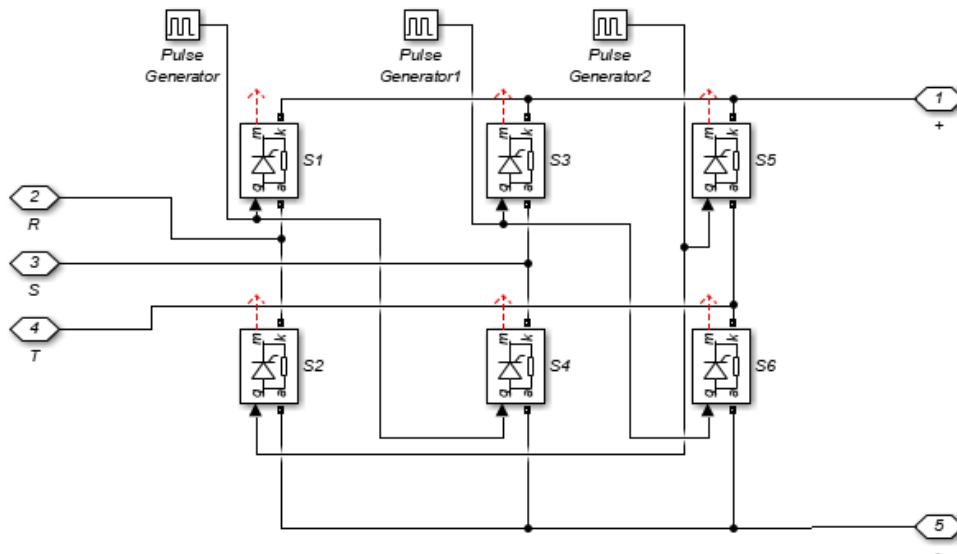 Pulse
Generator
Pulse
Generator1
Pulse
Generator2
1
+
m
k
g
a
S1
m
k
g
a
S3
m
k
g
a
S5
2
R
3
S
4
T
m
k
g
a
S2
m
k
g
a
S4
m
k
g
a
S6
5